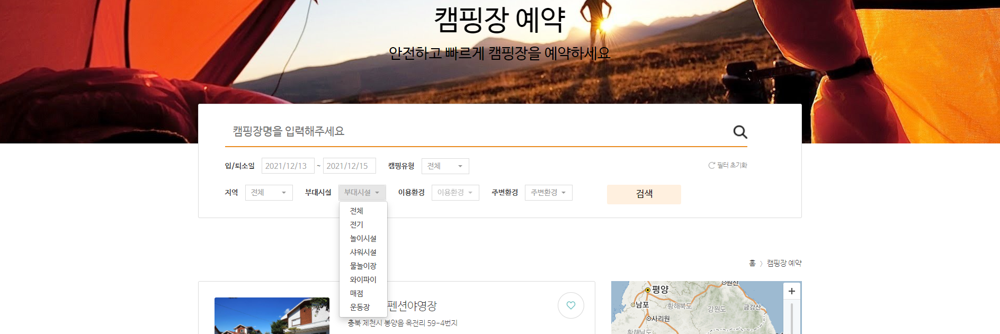 캠핑장 예약
안전하고 빠르게 캠핑장을 예약하세요
캠핑장명을 입력해주세요
입/퇴소일 2021/12/13 ~ 2021/12/15 캠핑유형 전체 필터 초기화
지역 전체 부대시설 부대시설 이용환경 이용환경 주변환경 주변환경 검색
전체
전기
놀이시설
샤워시설
물놀이장
와이파이
매점
운동장
홈 〉 캠핑장 예약
펜션야영장
충북 제천시 봉양읍 옥전리 59-4번지
원산
평양
남포 황해북도 강원도 금강산
사리원
황해남도
+